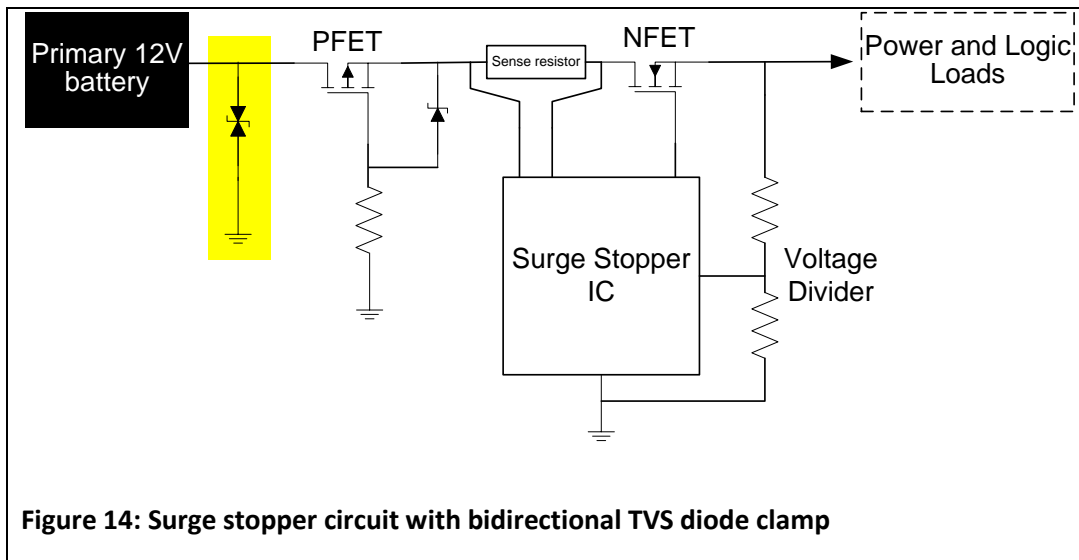 Primary 12V
battery
PFET
Sense resistor
NFET
Power and Logic
Loads
Surge Stopper
IC
Voltage
Divider
Figure 14: Surge stopper circuit with bidirectional TVS diode clamp